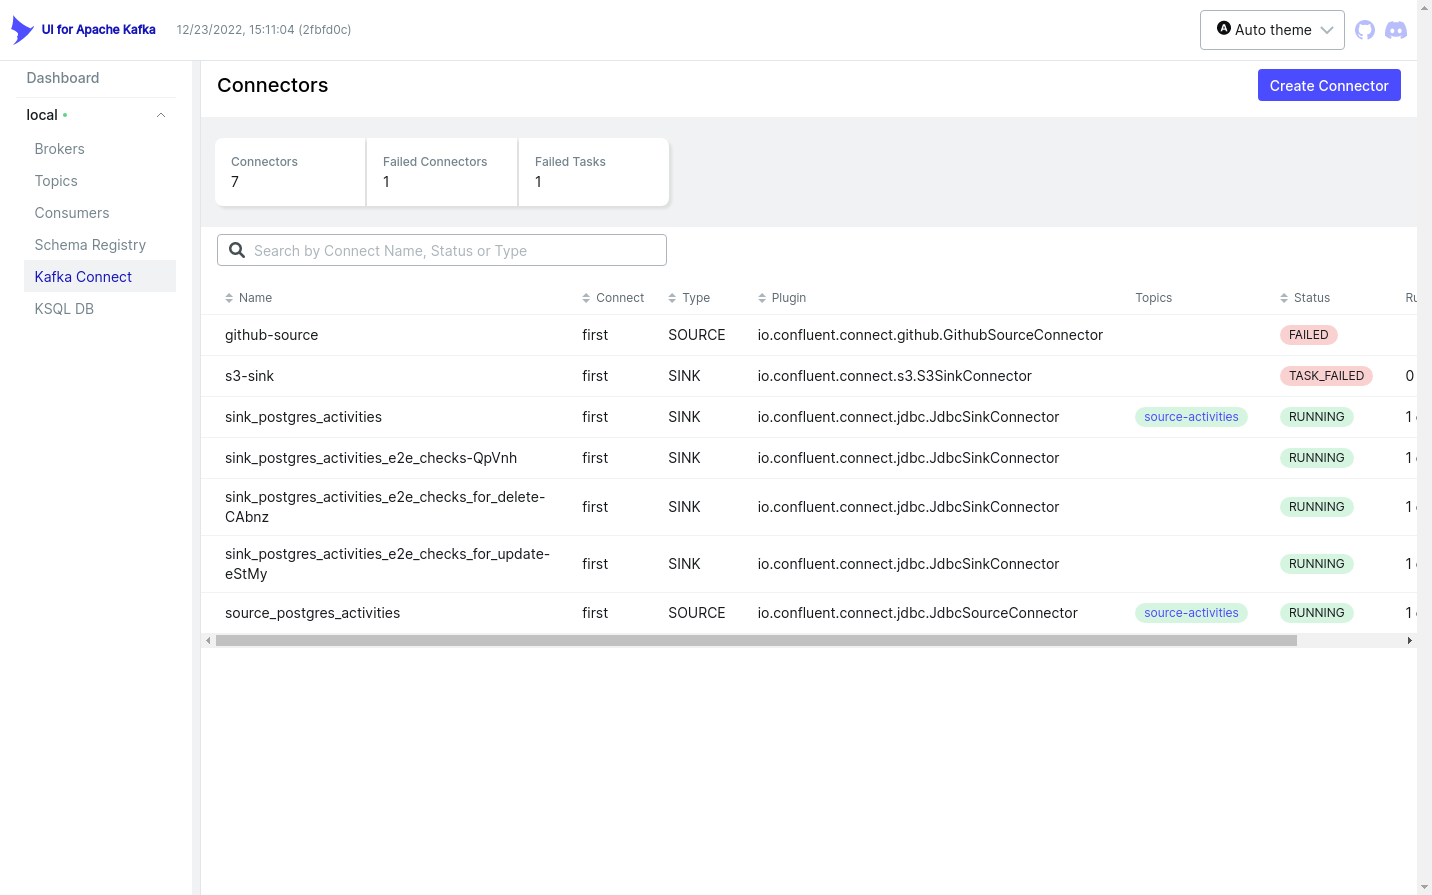 UI for Apache Kafka 12/23/2022, 15:11:04 (2fbfd0c) A Auto theme
Dashboard
local
Brokers
Topics
Consumers
Schema Registry
Kafka Connect
KSQL DB
Connectors Create Connector
Connectors Failed Connectors Failed Tasks
7 1 1
Search by Connect Name, Status or Type
Name Connect Type Plugin Topics Status
github-source first SOURCE io.confluent.connect.github.GithubSourceConnector FAILED
s3-sink first SINK io.confluent.connect.s3.S3SinkConnector TASK_FAILED 0
sink_postgres_activities first SINK io.confluent.connect.jdbc.JdbcSinkConnector source-activities RUNNING 1
sink_postgres_activities_e2e_checks-QpVnh first SINK io.confluent.connect.jdbc.JdbcSinkConnector RUNNING 1
sink_postgres_activities_e2e_checks_for_delete-
CAbnz first SINK io.confluent.connect.jdbc.JdbcSinkConnector RUNNING 1
sink_postgres_activities_e2e_checks_for_update-
eStMy first SINK io.confluent.connect.jdbc.JdbcSinkConnector RUNNING 1
source_postgres_activities first SOURCE io.confluent.connect.jdbc.JdbcSourceConnector source-activities RUNNING 1